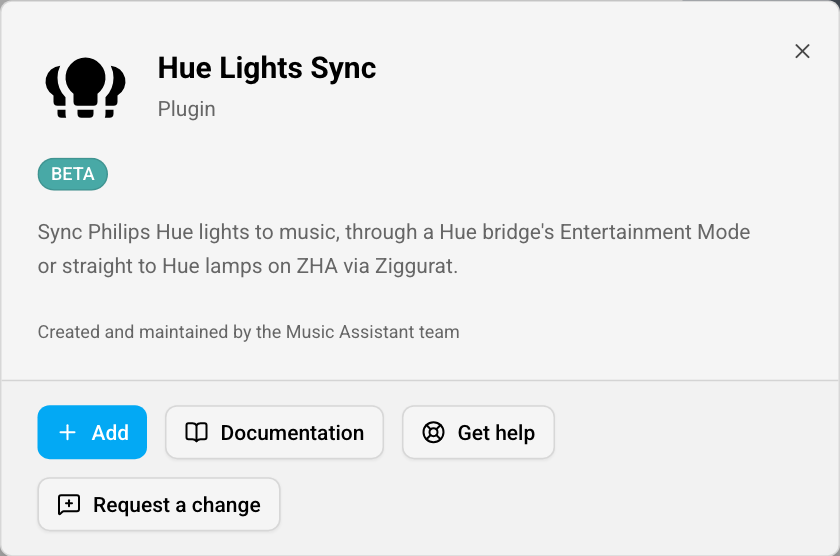 Hue Lights Sync
Plugin
BETA
Sync Philips Hue lights to music, through a Hue bridge's Entertainment Mode
or straight to Hue lamps on ZHA via Ziggurat.
Created and maintained by the Music Assistant team
Add
Documentation
Get help
Request a change